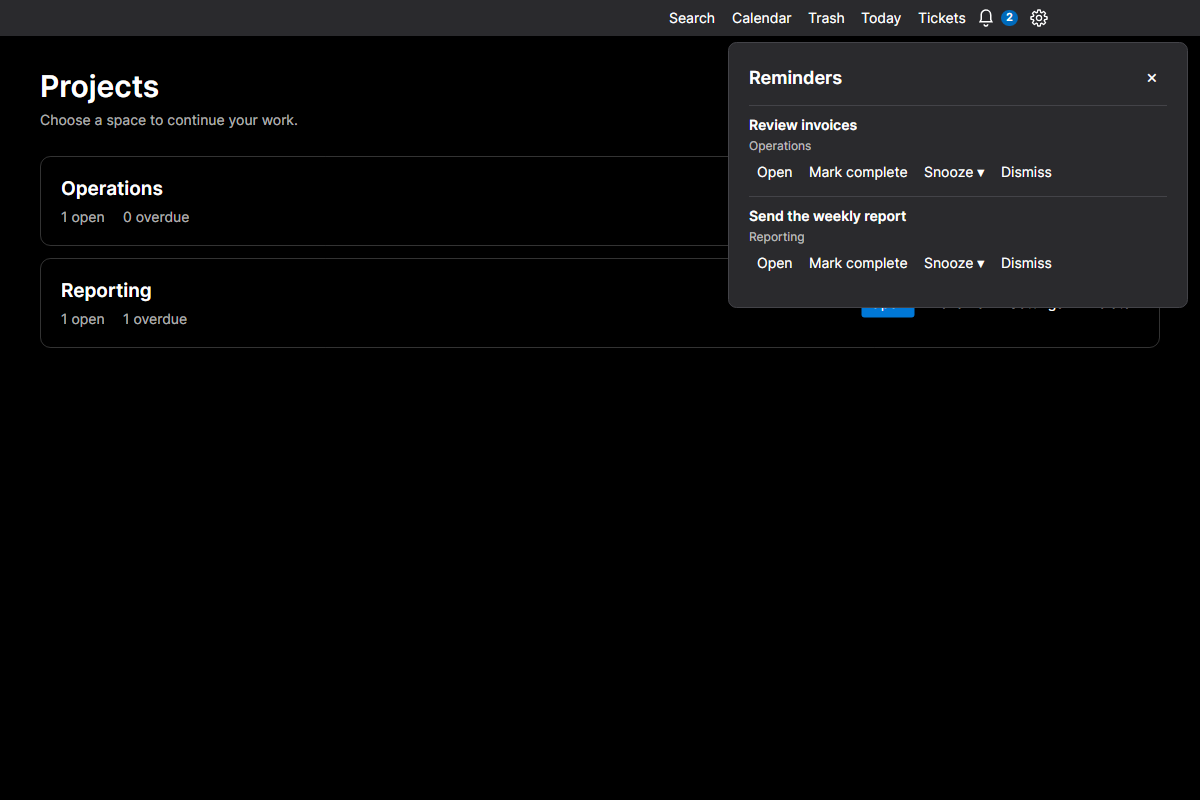 Search Calendar Trash Today Tickets 2
Projects
Choose a space to continue your work.
Operations
1 open 0 overdue
Reporting
1 open 1 overdue
Reminders ×
Review invoices
Operations
Open Mark complete Snooze ▾ Dismiss
Send the weekly report
Reporting
Open Mark complete Snooze ▾ Dismiss